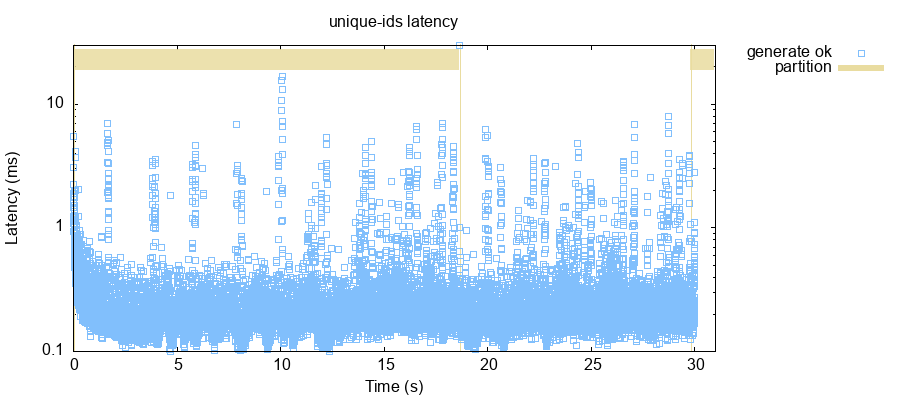 unique-ids latency
generate ok
partition
10
1
0.1
Latency (ms)
0 5 10 15 20 25 30
Time (s)